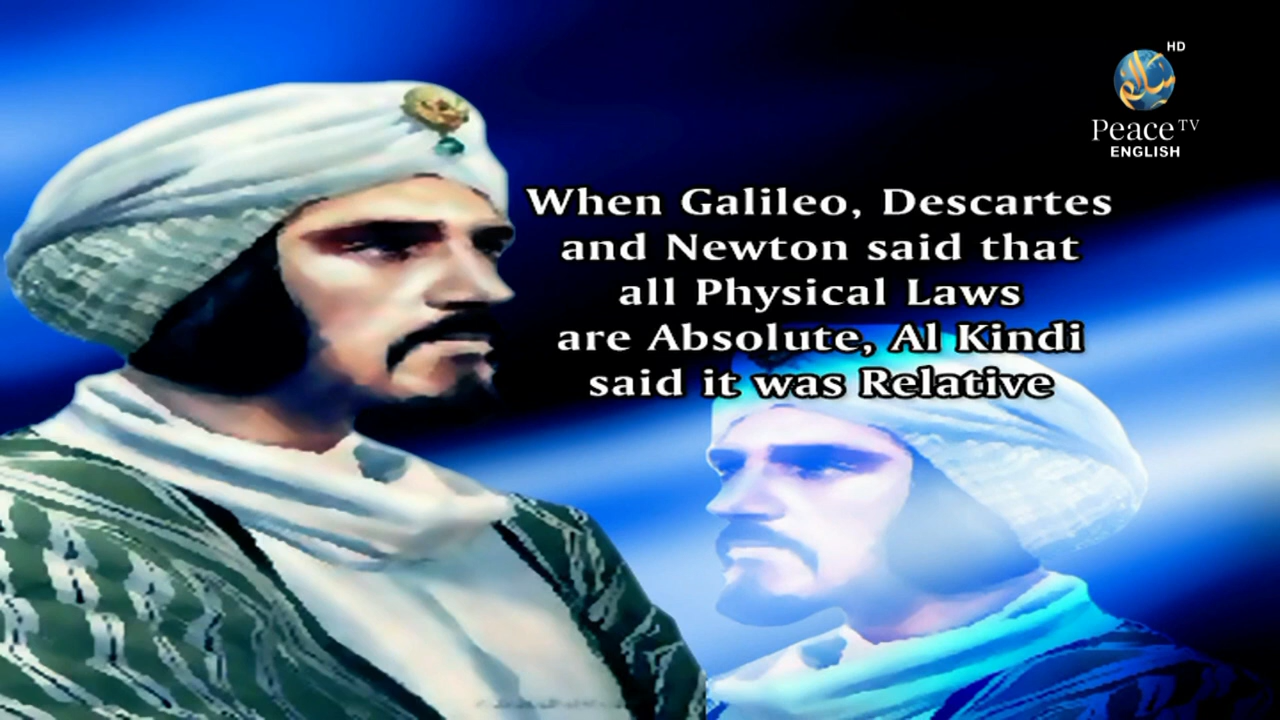 HD
سلام
Peace TV
ENGLISH
When Galileo, Descartes
and Newton said that
all Physical Laws
are Absolute, Al Kindi
said it was Relative